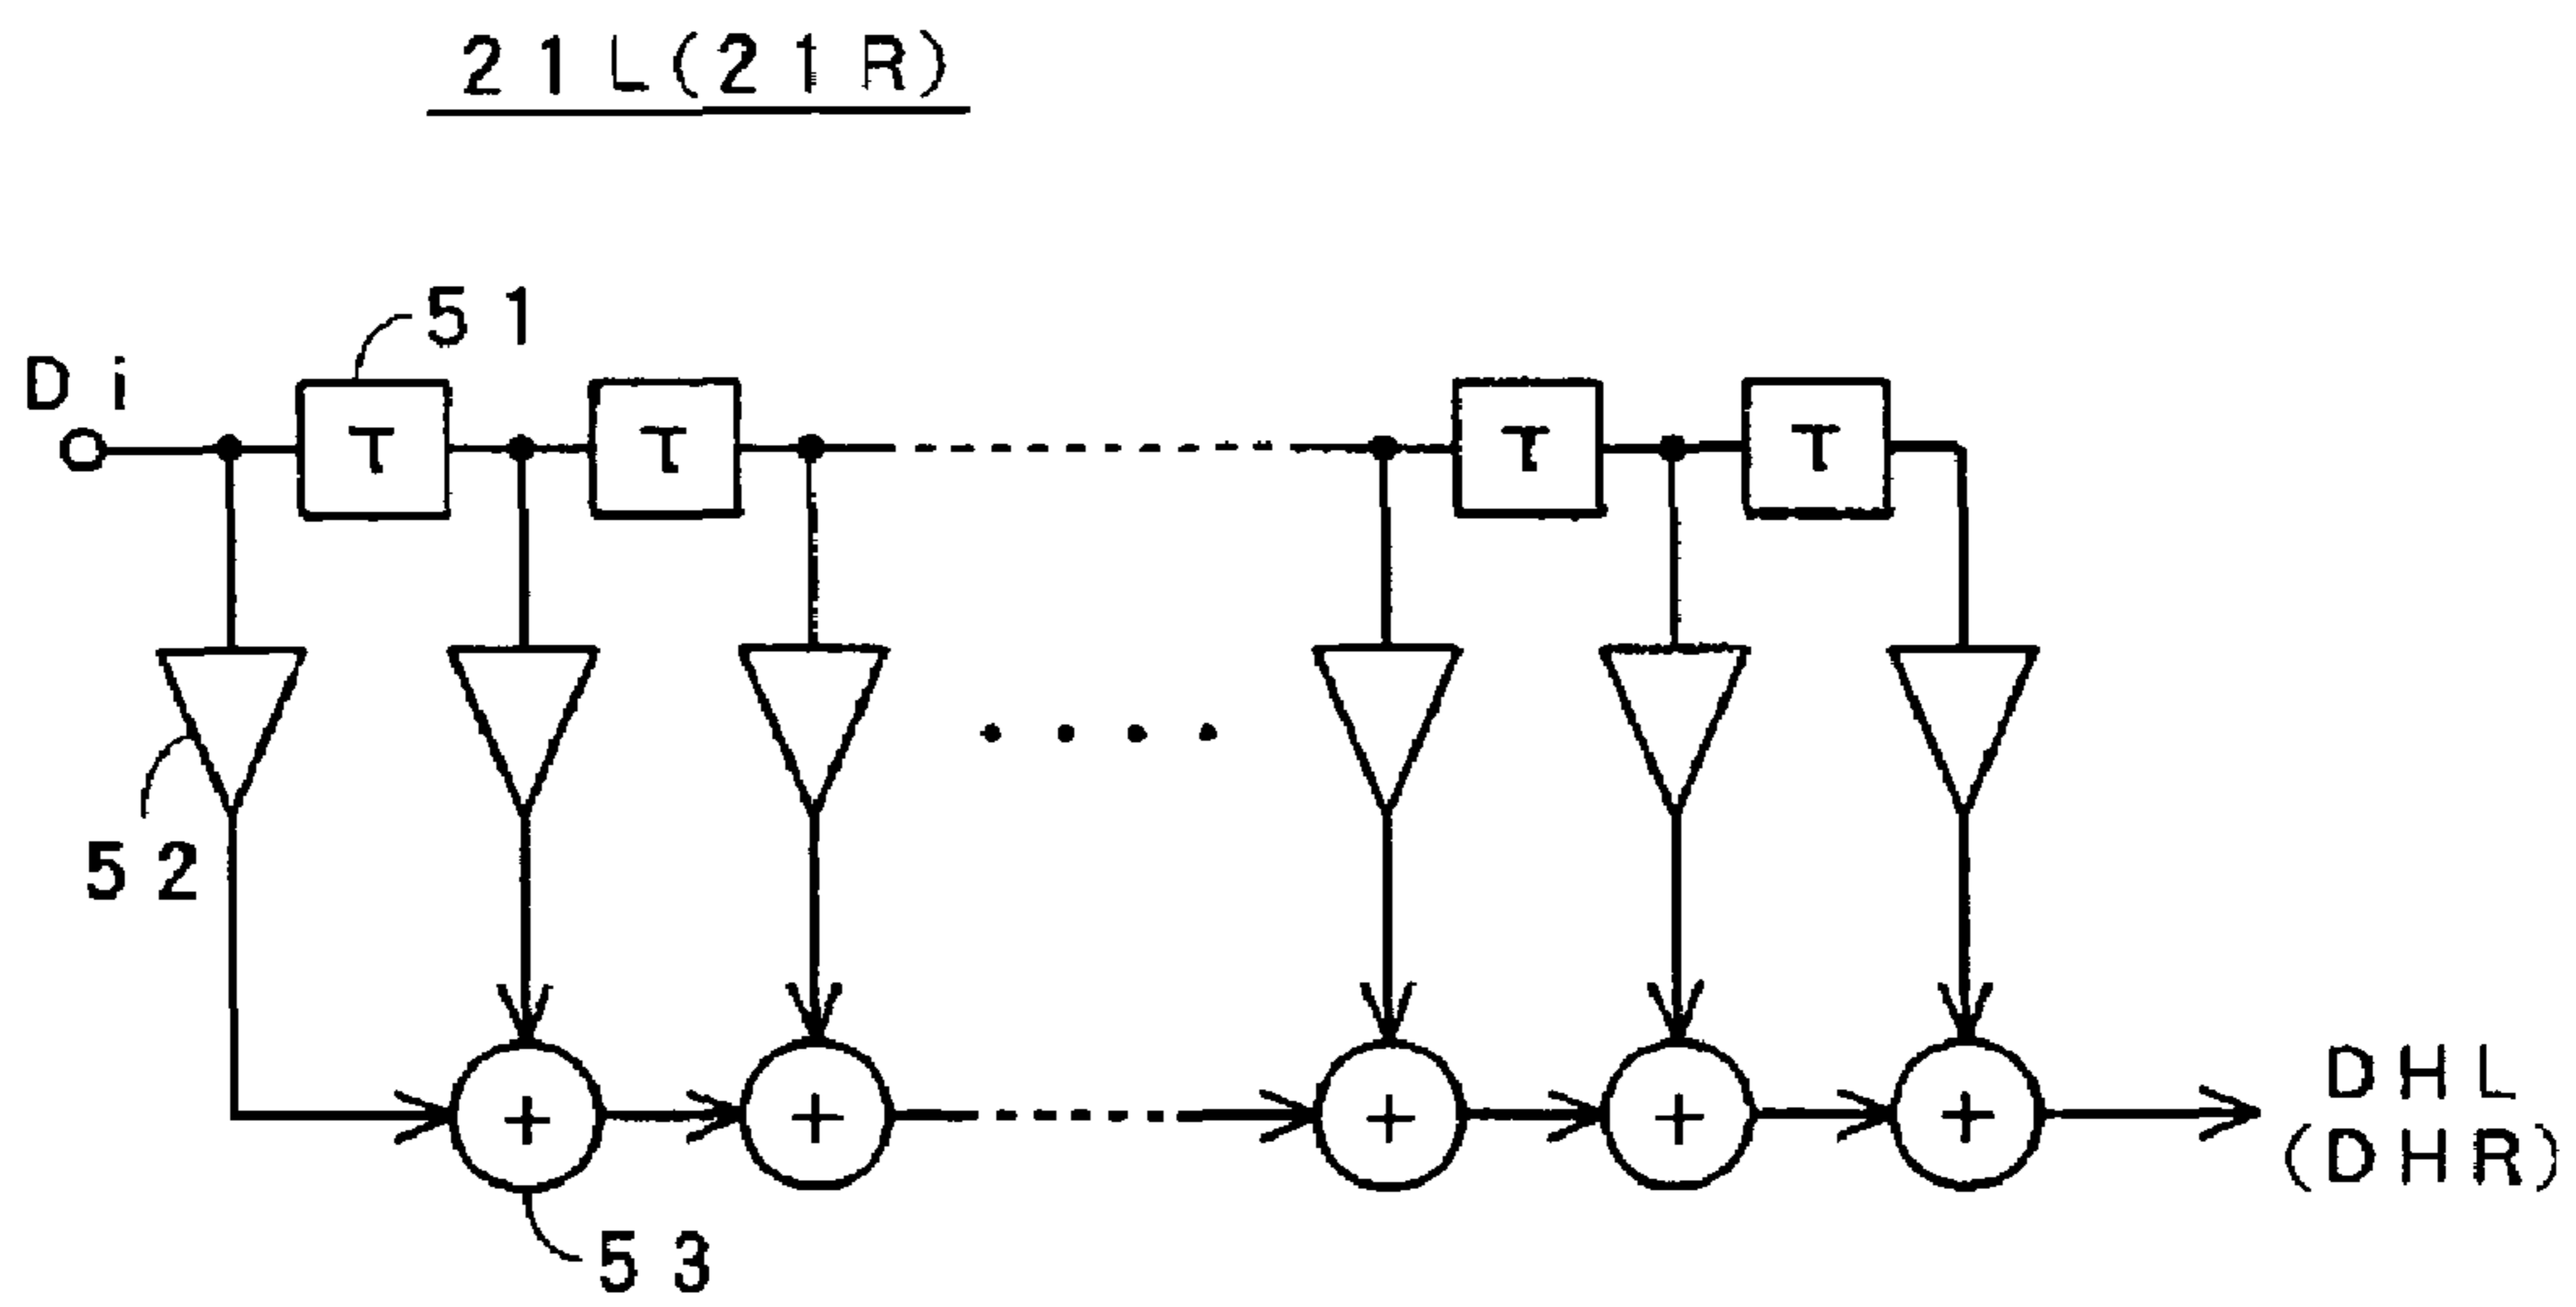 21L(21R)
51
Di
τ τ τ τ
52
+ + + + +
DHL
(DHR)
53